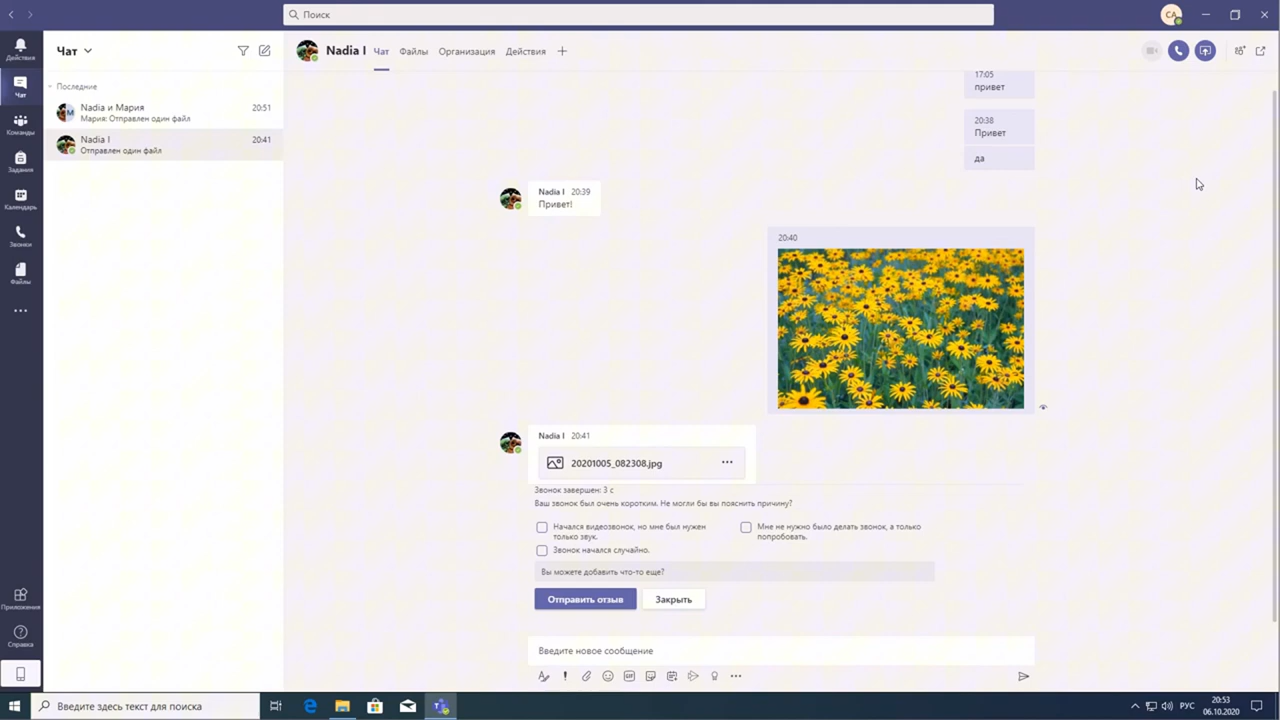 Поиск
CA
Действия
Чат
Команды
Задания
Календарь
Звонки
Файлы
Приложения
Справка
Чат
Последние
Nadia и Мария 20:51
Мария: Отправлен один файл
Nadia I 20:41
Отправлен один файл
Nadia I Чат Файлы Организация Действия
17:05
привет
20:38
Привет
да
Nadia I 20:39
Привет!
20:40
Nadia I 20:41
20201005_082308.jpg
Звонок завершен: 3 с
Ваш звонок был очень коротким. Не могли бы вы пояснить причину?
Начался видеозвонок, но мне был нужен
только звук.
Мне не нужно было делать звонок, а только
попробовать.
Звонок начался случайно.
Вы можете добавить что-то еще?
Отправить отзыв Закрыть
Введите новое сообщение
GIF
Введите здесь текст для поиска
РУС
20:53
06.10.2020